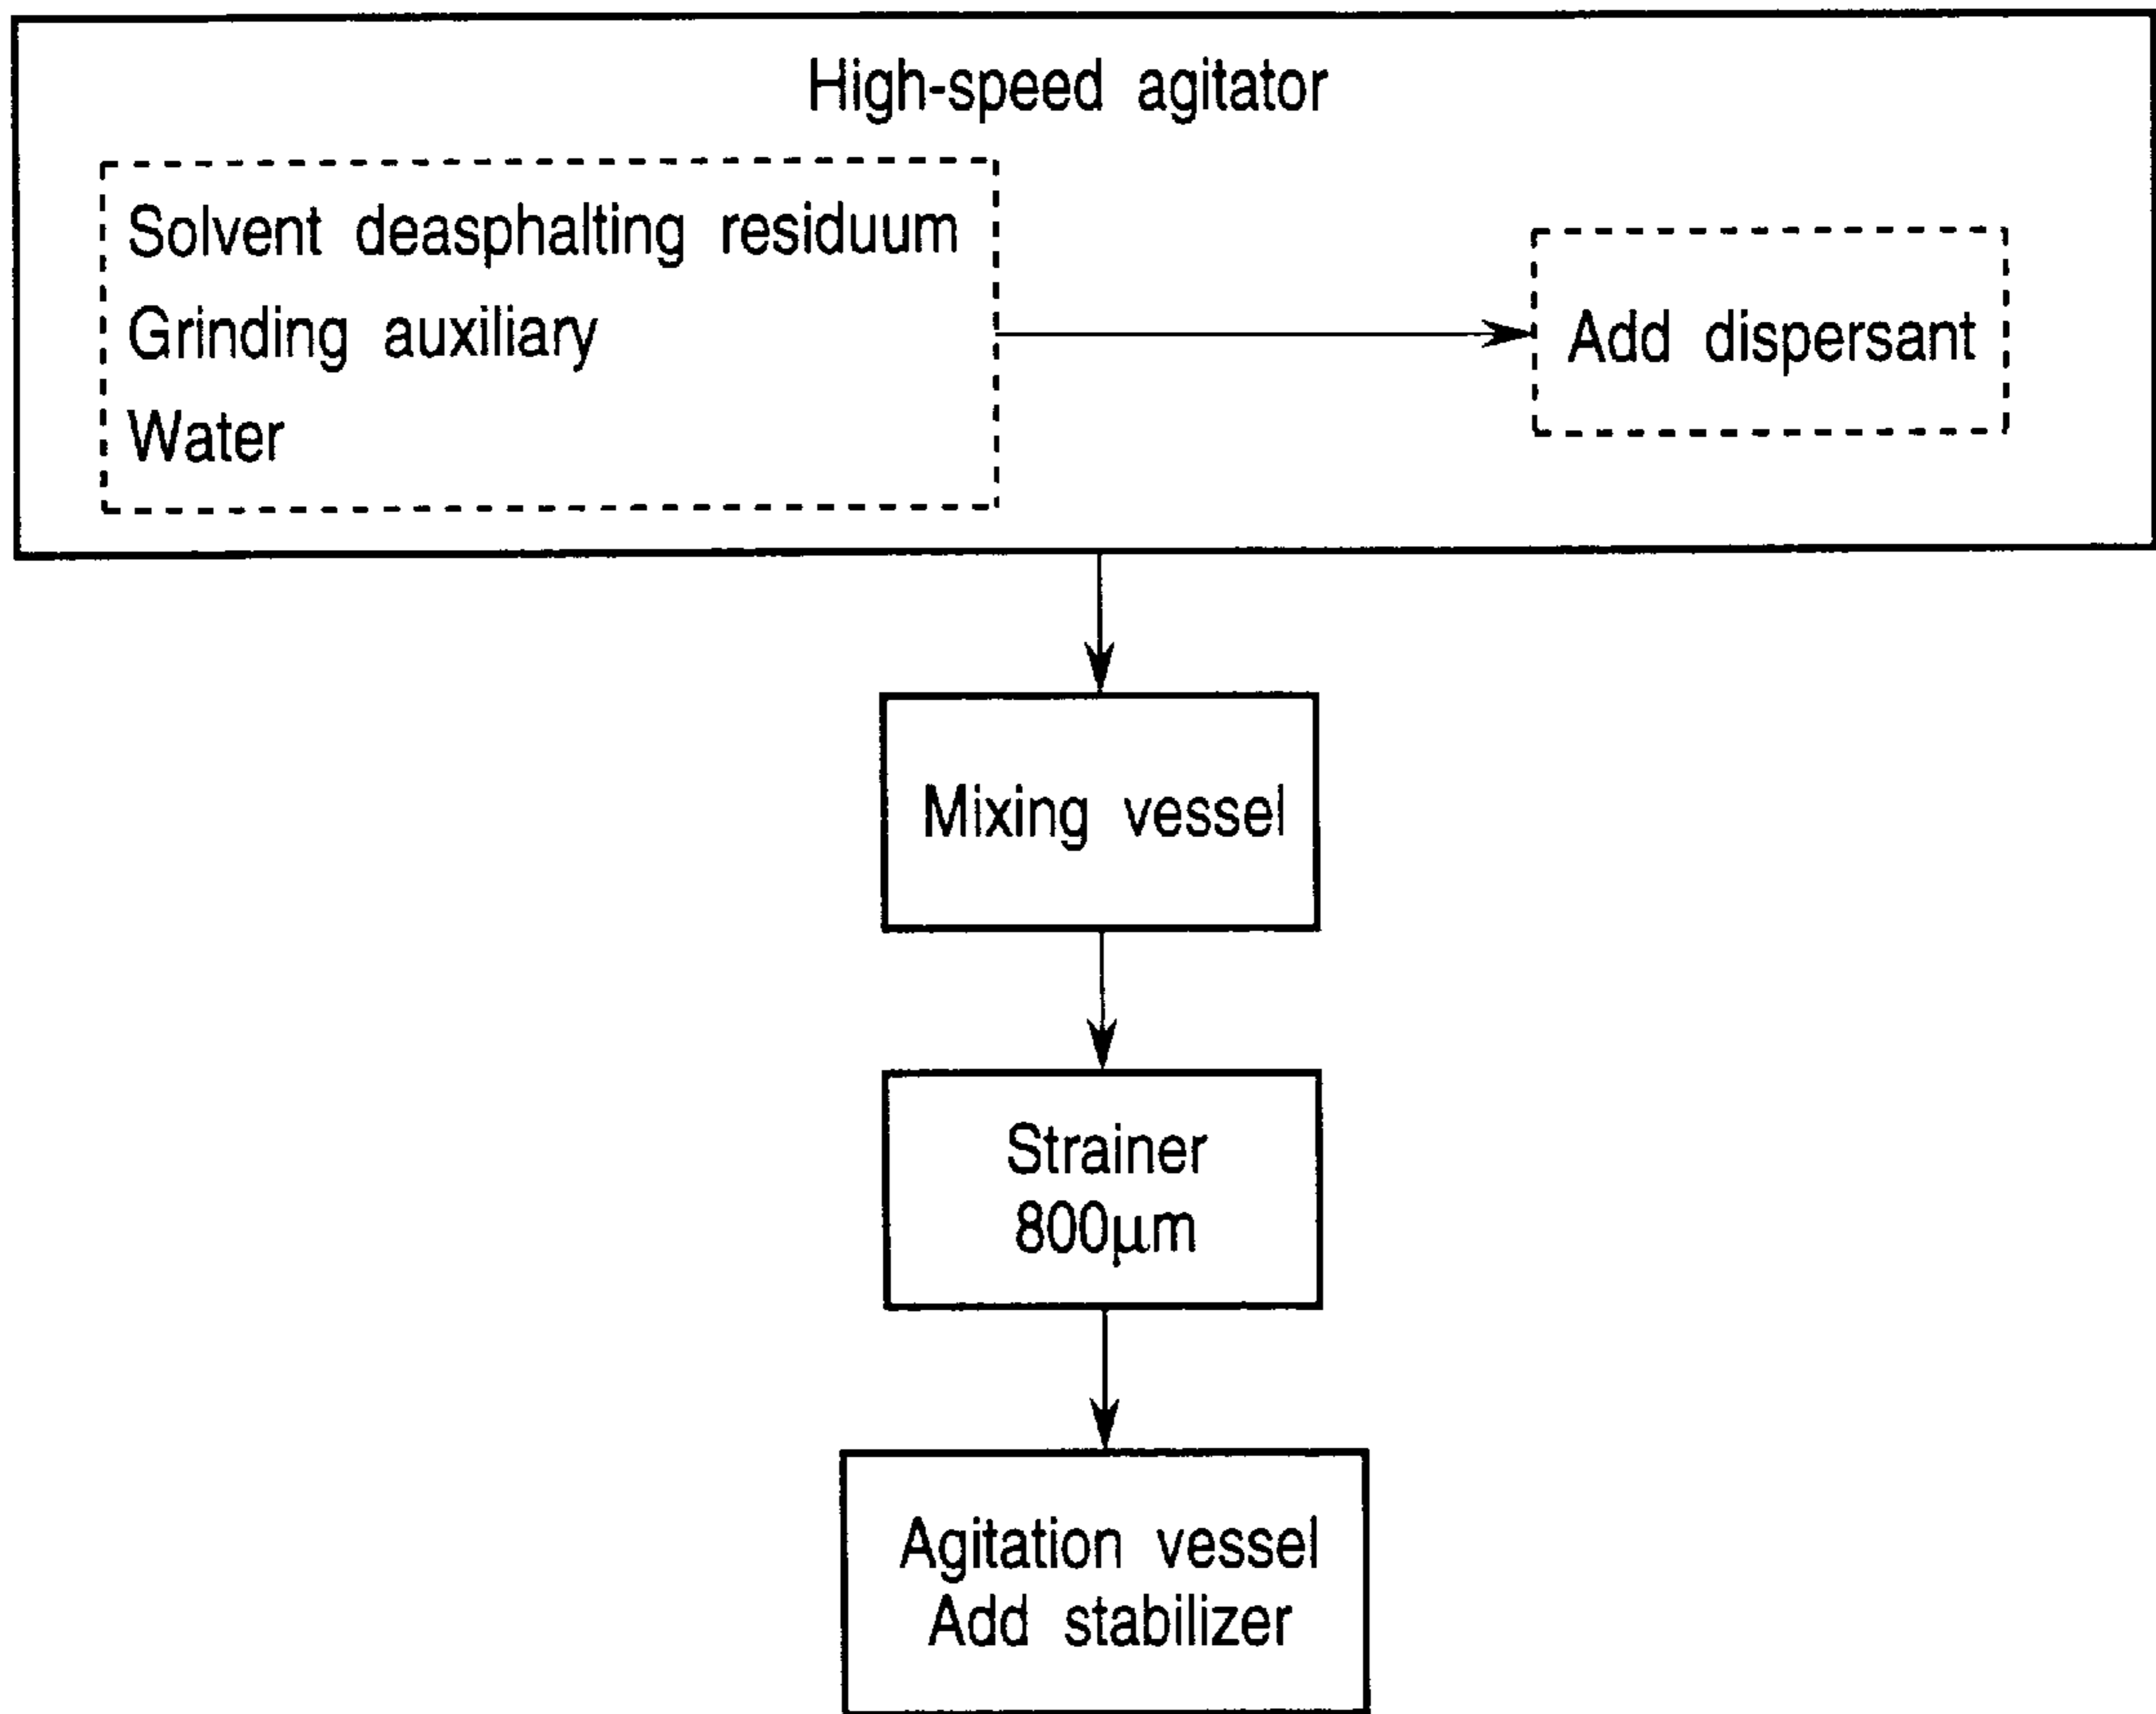 High-speed agitator
Solvent deasphalting residuum
Grinding auxiliary
Water
Add dispersant
Mixing vessel
Strainer
800μm
Agitation vessel
Add stabilizer